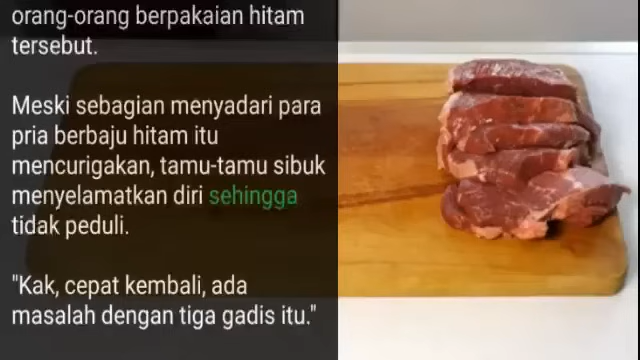 orang-orang berpakaian hitam
tersebut.
Meski sebagian menyadari para
pria berbaju hitam itu
mencurigakan, tamu-tamu sibuk
menyelamatkan diri sehingga
tidak peduli.
"Kak, cepat kembali, ada
masalah dengan tiga gadis itu."